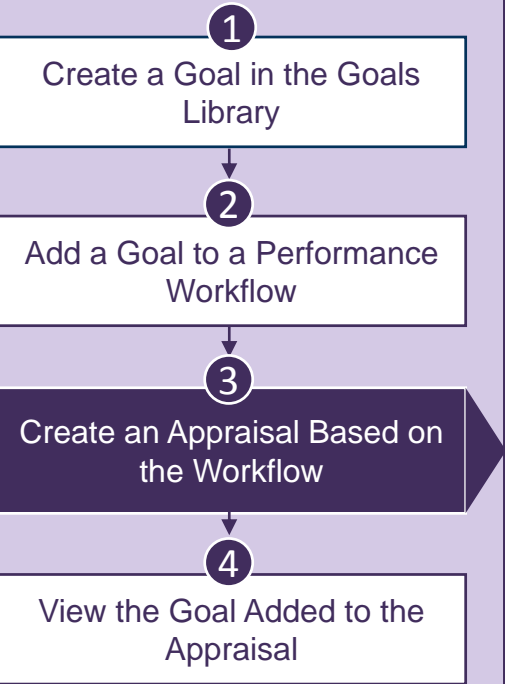 1
Create a Goal in the Goals
Library
2
Add a Goal to a Performance
Workflow
3
Create an Appraisal Based on
the Workflow
4
View the Goal Added to the
Appraisal